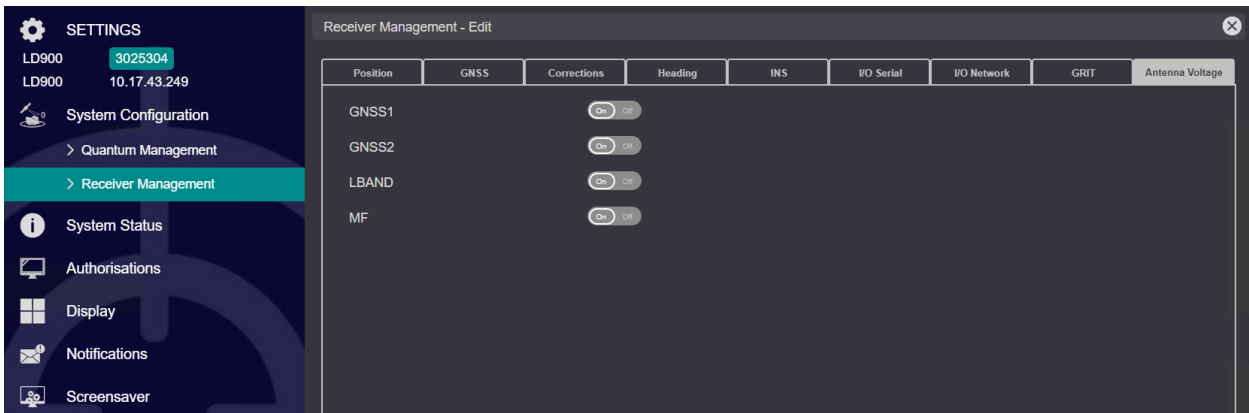 SETTINGS
LD900 3025304
LD900 10.17.43.249
System Configuration
> Quantum Management
> Receiver Management
System Status
Authorisations
Display
Notifications
Screensaver
Receiver Management - Edit
Position GNSS Corrections Heading INS I/O Serial I/O Network GRIT Antenna Voltage
GNSS1 On Off
GNSS2 On Off
LBAND On Off
MF On Off